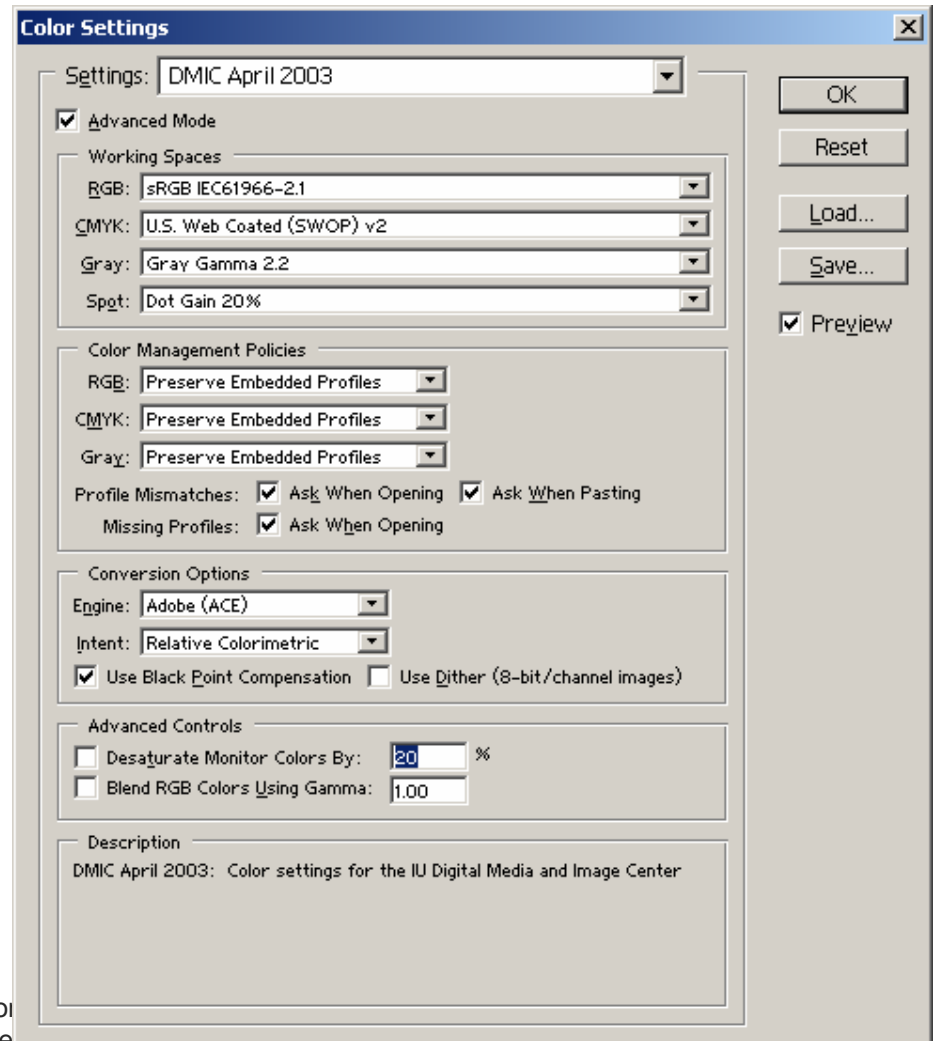 Color Settings
Settings: DMIC April 2003
OK
Advanced Mode
Reset
Working Spaces
RGB: sRGB IEC61966-2.1
Load...
CMYK: U.S. Web Coated (SWOP) v2
Gray: Gray Gamma 2.2
Save...
Spot: Dot Gain 20%
Preview
Color Management Policies
RGB: Preserve Embedded Profiles
CMYK: Preserve Embedded Profiles
Gray: Preserve Embedded Profiles
Profile Mismatches: Ask When Opening Ask When Pasting
Missing Profiles: Ask When Opening
Conversion Options
Engine: Adobe (ACE)
Intent: Relative Colorimetric
Use Black Point Compensation Use Dither (8-bit/channel images)
Advanced Controls
Desaturate Monitor Colors By: 20 %
Blend RGB Colors Using Gamma: 1.00
Description
DMIC April 2003: Color settings for the IU Digital Media and Image Center